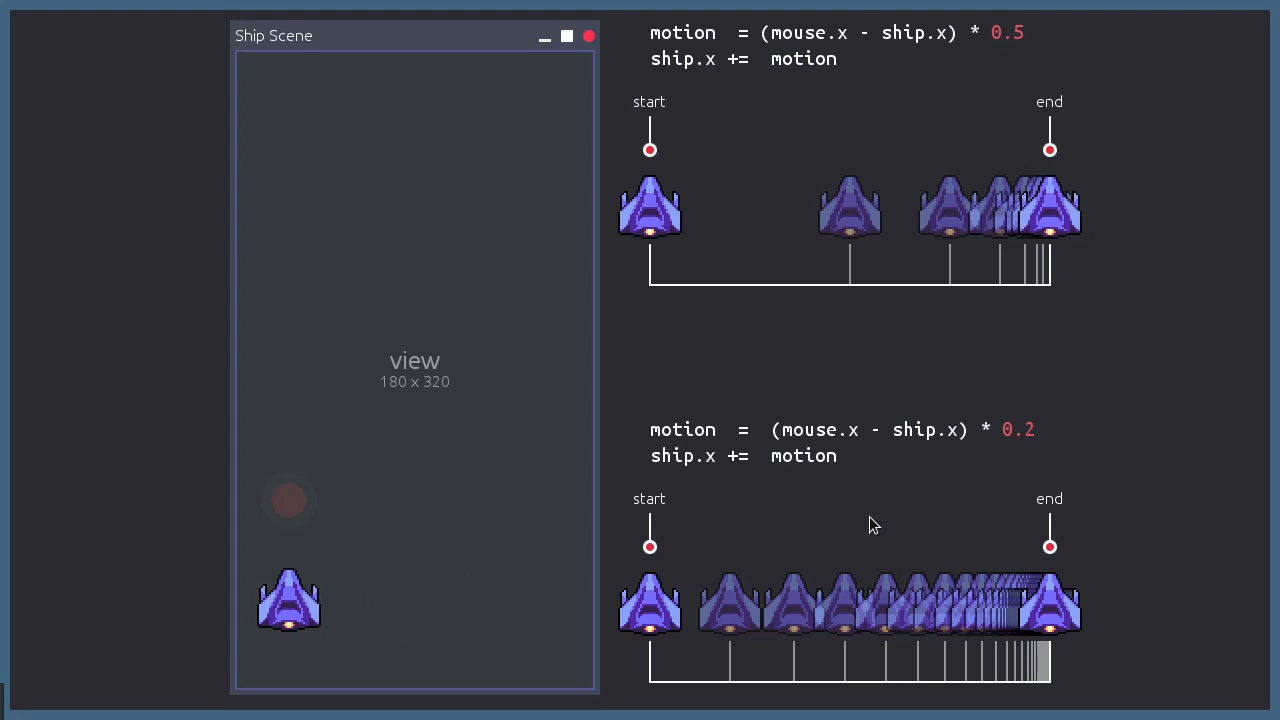 Ship Scene
view
180 x 320
motion  = (mouse.x - ship.x) * 0.5
ship.x +=  motion
start
end
motion  =  (mouse.x - ship.x) * 0.2
ship.x +=  motion
start
end